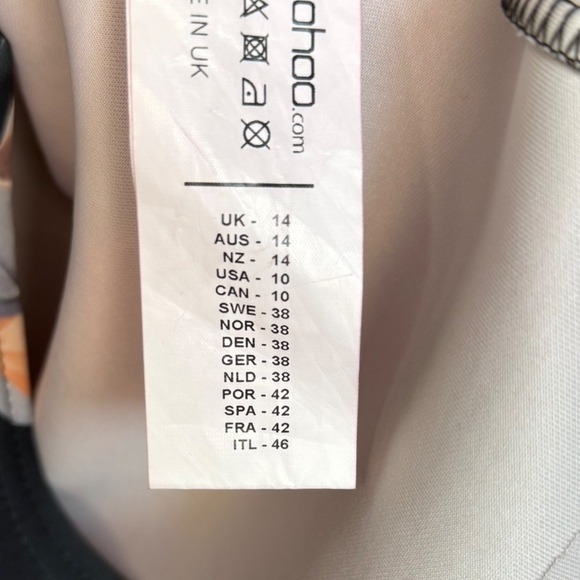 ohoo.com
E IN UK
UK - 14
AUS - 14
NZ - 14
USA - 10
CAN - 10
SWE - 38
NOR - 38
DEN - 38
GER - 38
NLD - 38
POR - 42
SPA - 42
FRA - 42
ITL - 46